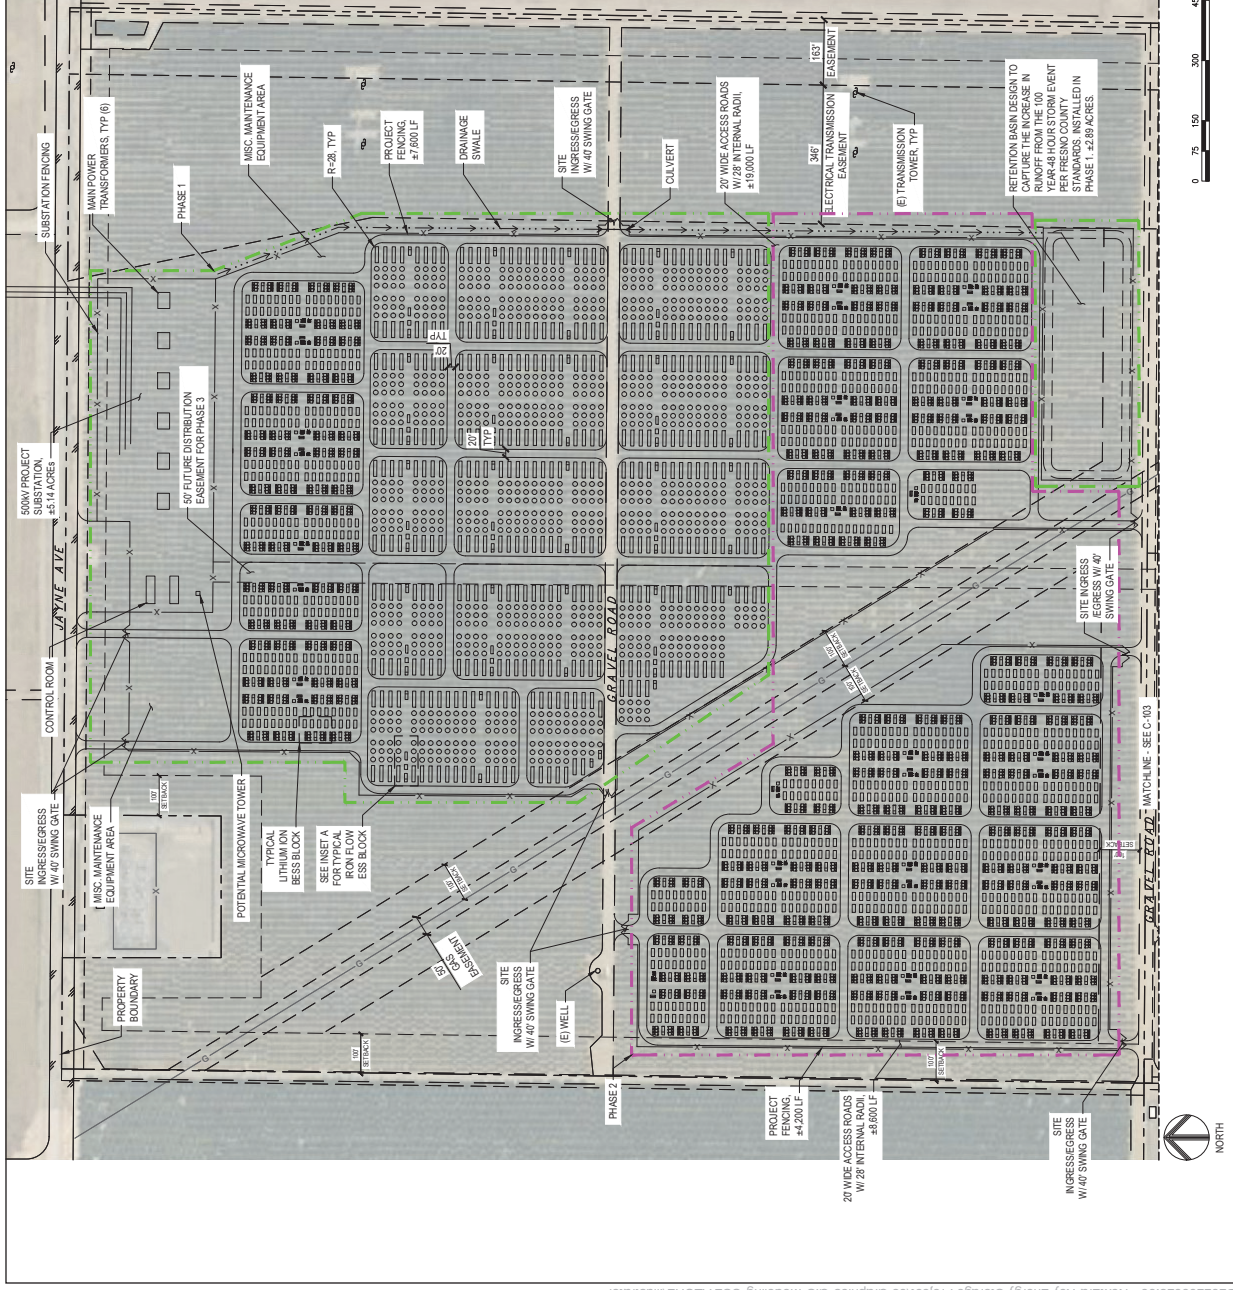 JAYNE AVE
SUBSTATION FENCING
MAIN POWER
TRANSFORMERS, TYP (6)
PHASE 1
MISC. MAINTENANCE
EQUIPMENT AREA
R=28, TYP
PROJECT
FENCING,
±7,600 LF
DRAINAGE
SWALE
SITE
INGRESS/EGRESS
W/ 40' SWING GATE
CULVERT
20' WIDE ACCESS ROADS
W/ 28' INTERNAL RADII,
±19,000 LF
163'
EASEMENT
346'
ELECTRICAL TRANSMISSION
EASEMENT
(E) TRANSMISSION
TOWER, TYP
RETENTION BASIN DESIGN TO
CAPTURE THE INCREASE IN
RUNOFF FROM THE 100
YEAR-48 HOUR STORM EVENT
PER FRESNO COUNTY
STANDARDS. INSTALLED IN
PHASE 1. ±2.89 ACRES.
0
75
150
300
500kV PROJECT
SUBSTATION,
±5.14 ACREs
50' FUTURE DISTRIBUTION
EASEMENT FOR PHASE 3
20'
TYP
20'
TYP
GRAVEL ROAD
CONTROL ROOM
SITE
INGRESS/EGRESS
W/ 40' SWING GATE
MISC. MAINTENANCE
EQUIPMENT AREA
100'
SETBACK
POTENTIAL MICROWAVE TOWER
TYPICAL
LITHIUM ION
BESS BLOCK
SEE INSET A
FOR TYPICAL
IRON FLOW
ESS BLOCK
100'
SETBACK
50'
SETBACK
SITE INGRESS
/EGRESS W/ 40'
SWING GATE
MATCHLINE - SEE C-103
GRAVEL ROAD
SETBACK
PROPERTY
BOUNDARY
100'
SETBACK
50'
GAS
EASEMENT
SITE
INGRESS/EGRESS
W/ 40' SWING GATE
(E) WELL
100'
SETBACK
PHASE 2
PROJECT
FENCING,
±4,200 LF
20' WIDE ACCESS ROADS
W/ 28' INTERNAL RADII,
±8,600 LF
100'
SETBACK
SITE
INGRESS/EGRESS
W/ 40' SWING GATE
NORTH